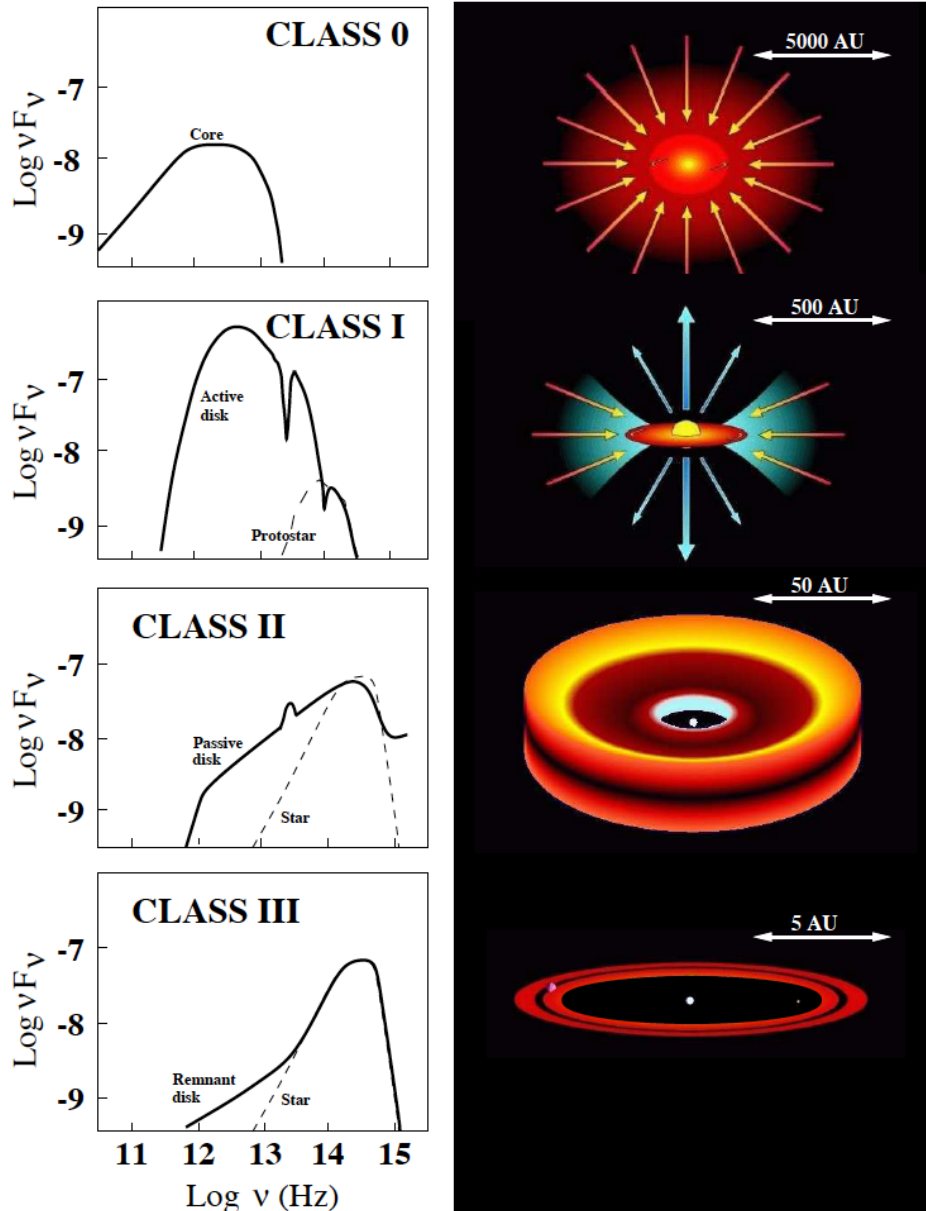 CLASS 0
Log νFν
-7
-8
-9
Core
5000 AU
CLASS I
Log νFν
-7
-8
-9
Active
disk
Protostar
500 AU
CLASS II
Log νFν
-7
-8
-9
Passive
disk
Star
50 AU
CLASS III
Log νFν
-7
-8
-9
Remnant
disk
Star
5 AU
11 12 13 14 15
Log ν (Hz)